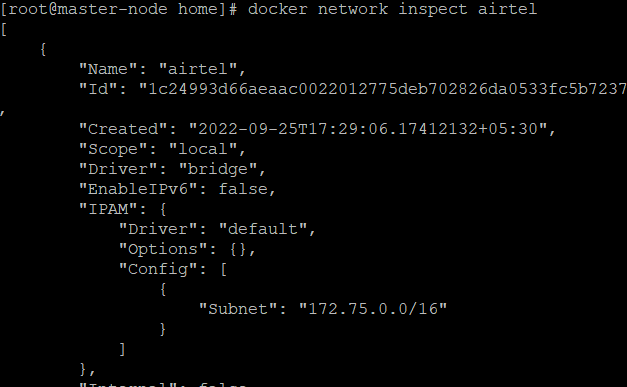 [root@master-node home]# docker network inspect airtel
[
    {
        "Name": "airtel",
        "Id": "1c24993d66aeaac0022012775deb702826da0533fc5b7237
,
        "Created": "2022-09-25T17:29:06.17412132+05:30",
        "Scope": "local",
        "Driver": "bridge",
        "EnableIPv6": false,
        "IPAM": {
            "Driver": "default",
            "Options": {},
            "Config": [
                {
                    "Subnet": "172.75.0.0/16"
                }
            ]
        },
        "Internal": false